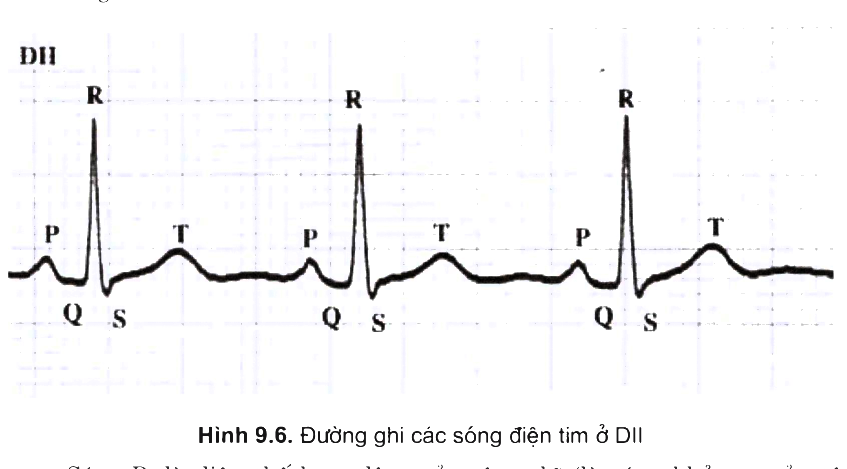 DII
R R R
P T P T P T
Q S Q S Q S
Hình 9.6. Đường ghi các sóng điện tim ở DII